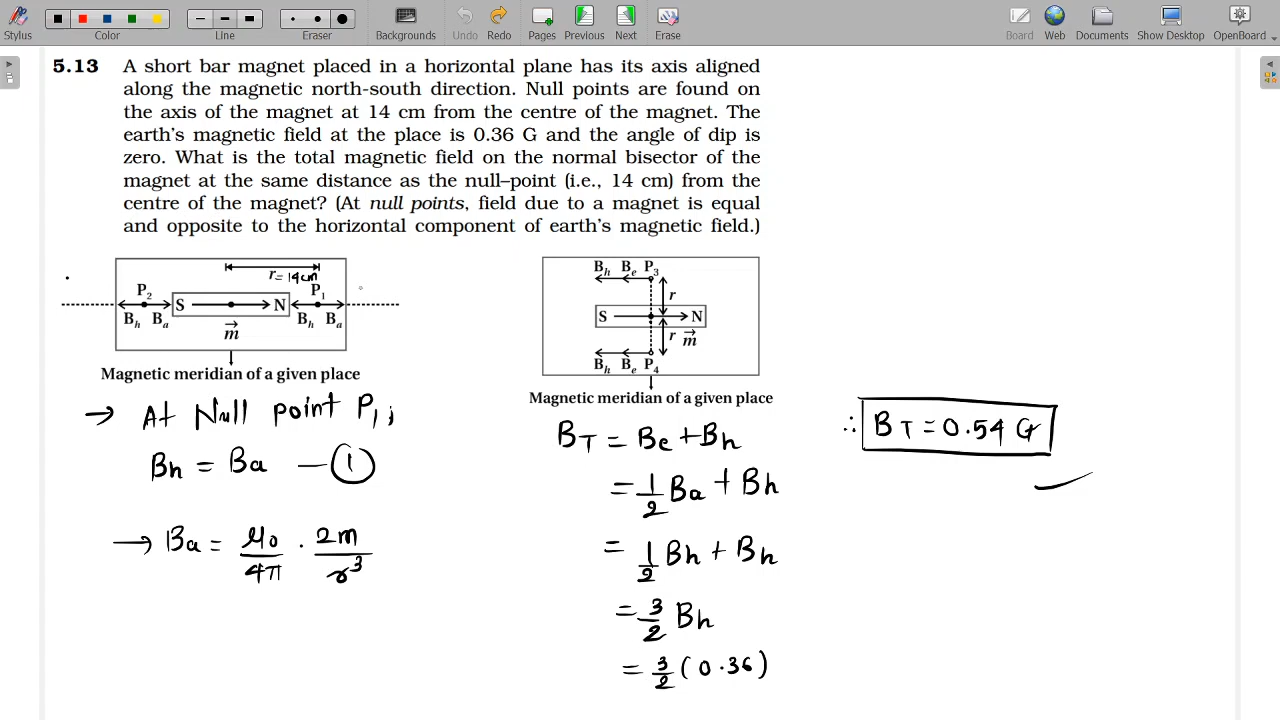 Stylus
Color
Line
Eraser
Backgrounds
Undo
Redo
Pages
Previous
Next
Erase
Board
Web
Documents
Show Desktop
OpenBoard
5.13 A short bar magnet placed in a horizontal plane has its axis aligned
along the magnetic north-south direction. Null points are found on
the axis of the magnet at 14 cm from the centre of the magnet. The
earth's magnetic field at the place is 0.36 G and the angle of dip is
zero. What is the total magnetic field on the normal bisector of the
magnet at the same distance as the null–point (i.e., 14 cm) from the
centre of the magnet? (At null points, field due to a magnet is equal
and opposite to the horizontal component of earth's magnetic field.)
r = 14cm
P₂ S N P₁
Bₕ Bₐ m⃗ Bₕ Bₐ
Magnetic meridian of a given place
→ At Null point P₁,
Bh = Ba — ①
→ Ba = μ0/4π · 2m/r³
Bₕ Bₑ P₃
r
S N
r m⃗
Bₕ Bₑ P₄
Magnetic meridian of a given place
BT = Be + Bh
= 1/2 Ba + Bh
= 1/2 Bh + Bh
= 3/2 Bh
= 3/2 (0.36)
∴ BT = 0.54 G